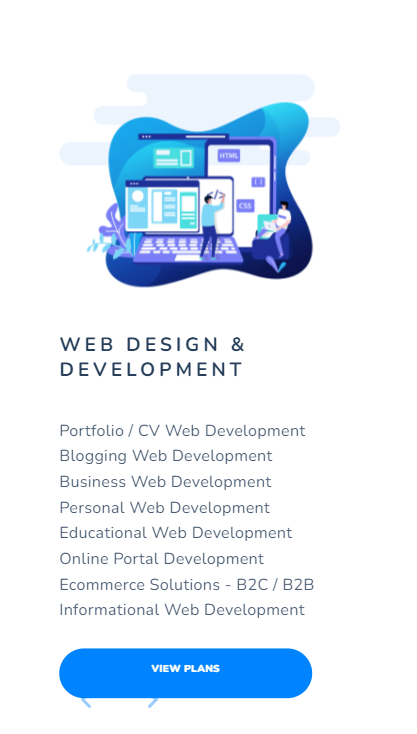 HTML
{ }
CSS
</>
WEB DESIGN &
DEVELOPMENT
Portfolio / CV Web Development
Blogging Web Development
Business Web Development
Personal Web Development
Educational Web Development
Online Portal Development
Ecommerce Solutions - B2C / B2B
Informational Web Development
VIEW PLANS